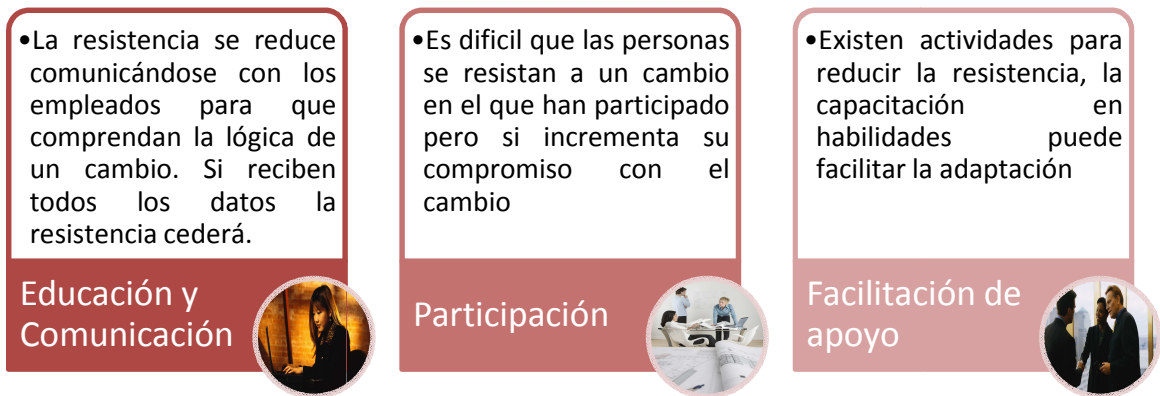 •La resistencia se reduce
comunicándose con los
empleados para que
comprendan la lógica de
un cambio. Si reciben
todos los datos la
resistencia cederá.
Educación y
Comunicación
•Es dificil que las personas
se resistan a un cambio
en el que han participado
pero si incrementa su
compromiso con el
cambio
Participación
•Existen actividades para
reducir la resistencia, la
capacitación en
habilidades puede
facilitar la adaptación
Facilitación de
apoyo